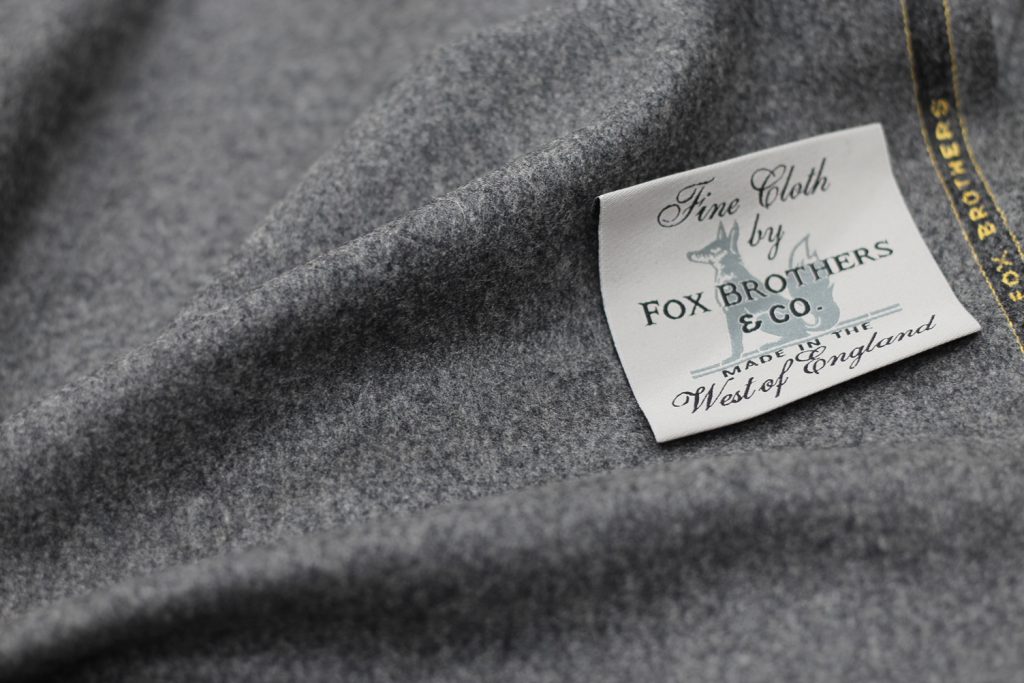 Fine Cloth
by
FOX BROTHERS
& CO.
MADE IN THE
West of England
FOX BROTHERS